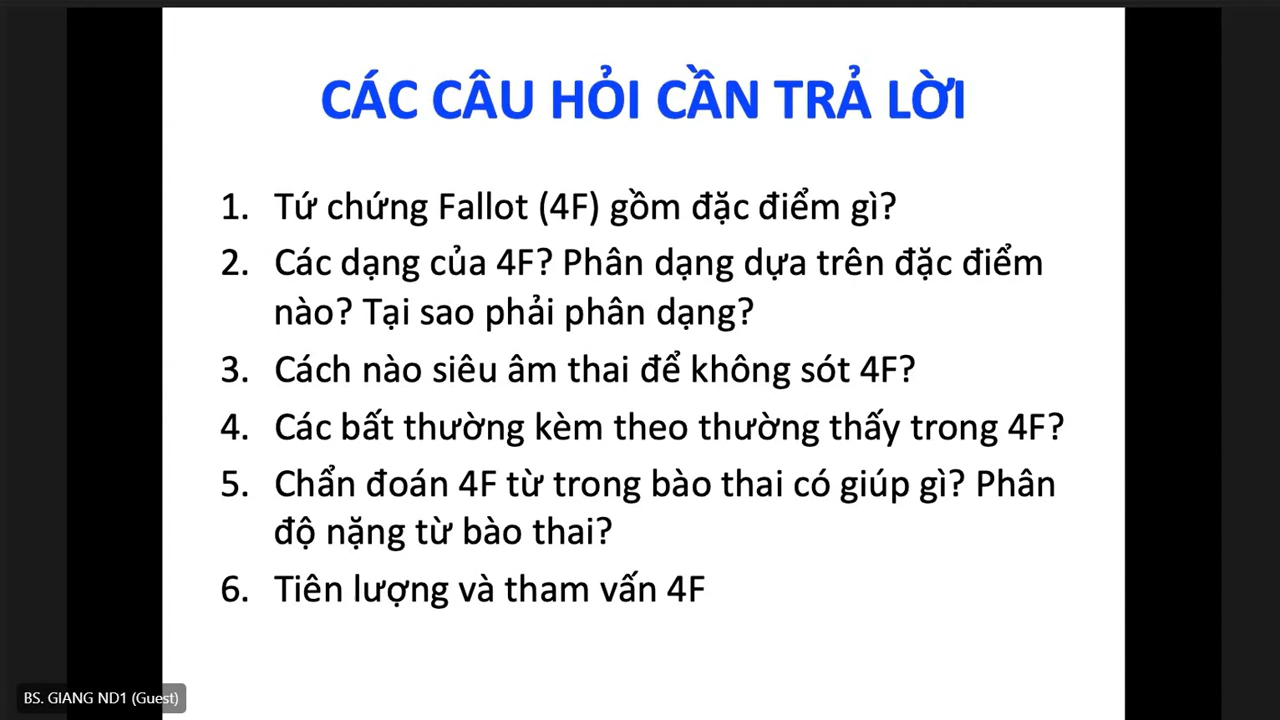 CÁC CÂU HỎI CẦN TRẢ LỜI
1. Tứ chứng Fallot (4F) gồm đặc điểm gì?
2. Các dạng của 4F? Phân dạng dựa trên đặc điểm
nào? Tại sao phải phân dạng?
3. Cách nào siêu âm thai để không sót 4F?
4. Các bất thường kèm theo thường thấy trong 4F?
5. Chẩn đoán 4F từ trong bào thai có giúp gì? Phân
độ nặng từ bào thai?
6. Tiên lượng và tham vấn 4F
BS. GIANG ND1 (Guest)